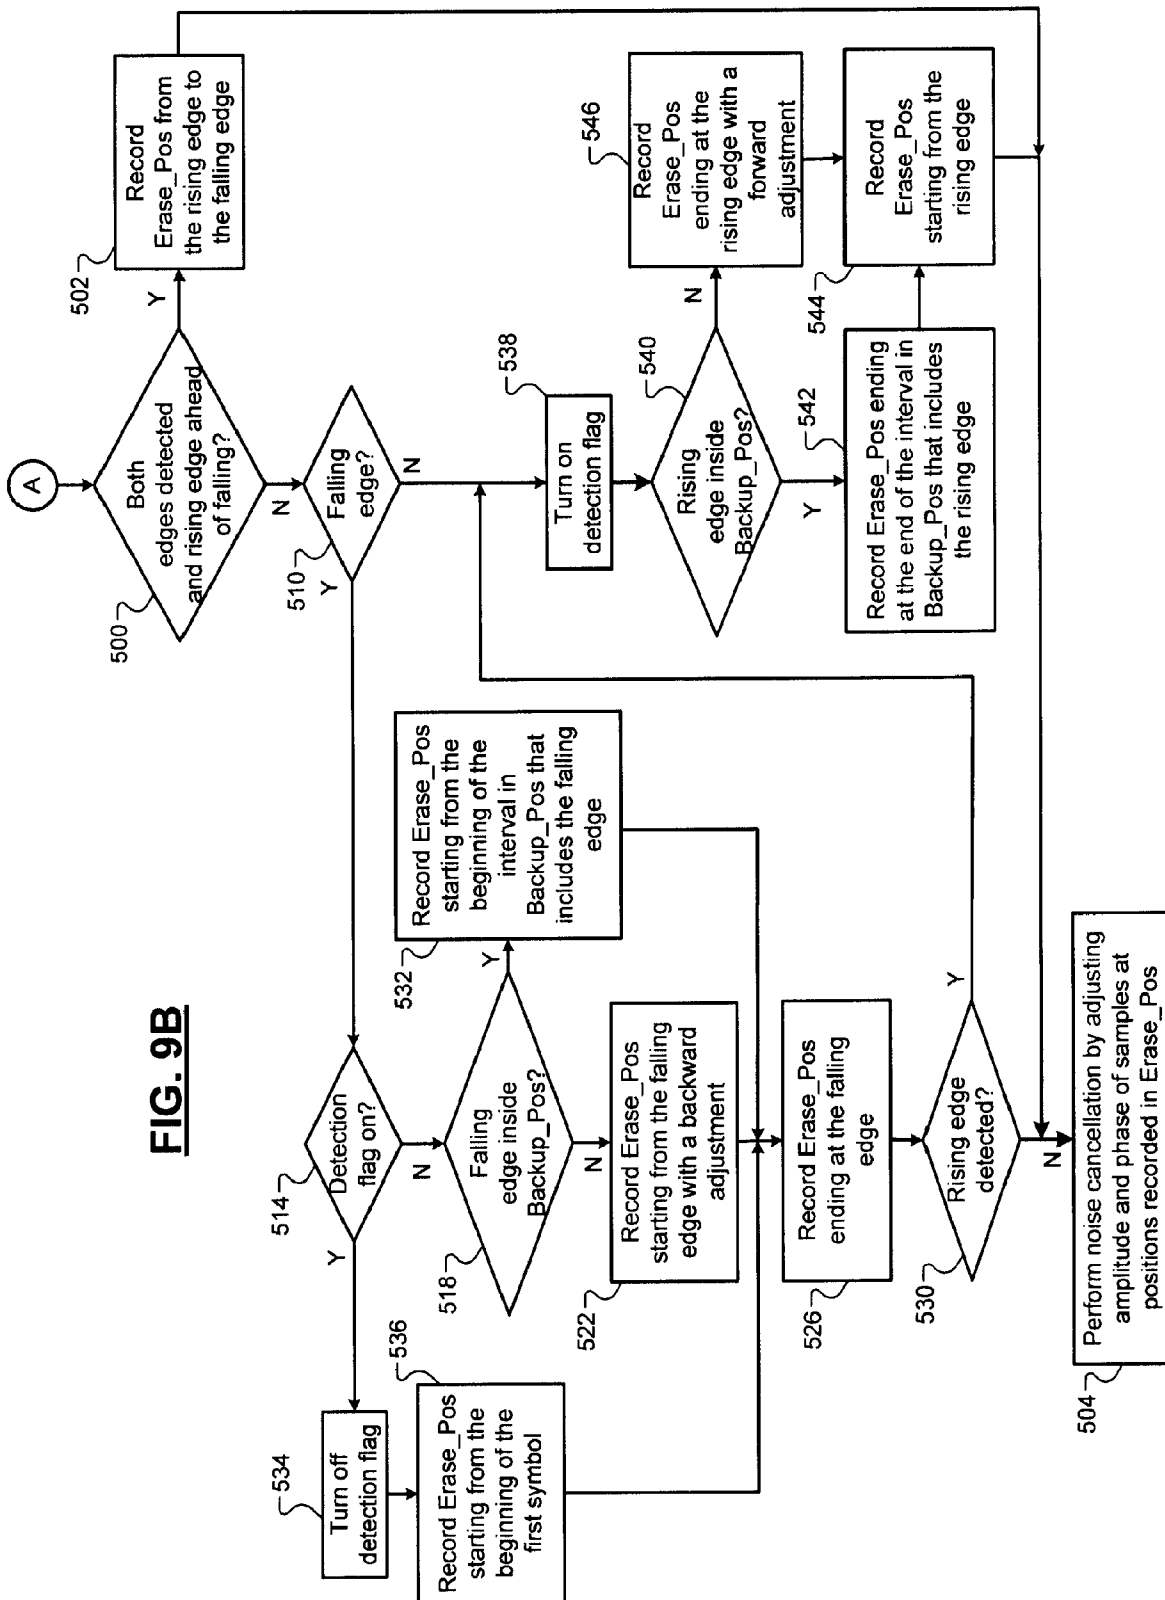 FIG. 9B
A
500
Both
edges detected
and rising edge ahead
of falling?
Y
N
502
Record
Erase_Pos from
the rising edge to
the falling edge
510
Falling
edge?
Y
N
514
Detection
flag on?
Y
N
534
Turn off
detection flag
536
Record Erase_Pos
starting from the
beginning of the
first symbol
518
Falling
edge inside
Backup_Pos?
Y
N
532
Record Erase_Pos
starting from the
beginning of the
interval in
Backup_Pos that
includes the falling
edge
522
Record Erase_Pos
starting from the falling
edge with a backward
adjustment
526
Record Erase_Pos
ending at the falling
edge
530
Rising edge
detected?
Y
N
538
Turn on
detection flag
540
Rising
edge inside
Backup_Pos?
N
Y
546
Record
Erase_Pos
ending at the
rising edge with a
forward
adjustment
542
Record Erase_Pos ending
at the end of the interval in
Backup_Pos that includes
the rising edge
544
Record
Erase_Pos
starting from the
rising edge
504
Perform noise cancellation by adjusting
amplitude and phase of samples at
positions recorded in Erase_Pos